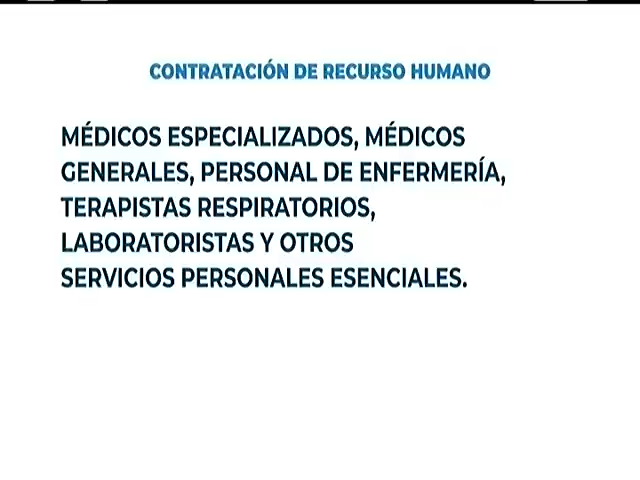 CONTRATACIÓN DE RECURSO HUMANO
MÉDICOS ESPECIALIZADOS, MÉDICOS
GENERALES, PERSONAL DE ENFERMERÍA,
TERAPISTAS RESPIRATORIOS,
LABORATORISTAS Y OTROS
SERVICIOS PERSONALES ESENCIALES.